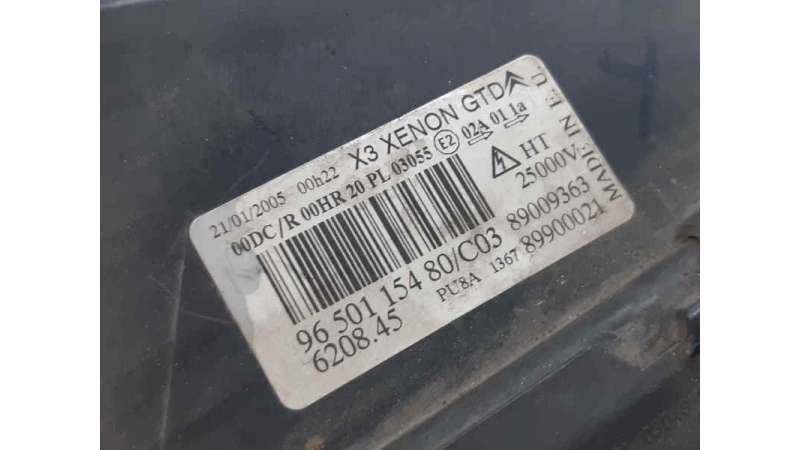 21/01/2005 00h22 X3 XENON GTD
00DC/R 00HR 20 PL 03055 E2 02A 01 1a
HT
25000V
MADE IN E.U.
96 501 154 80/C03 89009363
6208.45 PU8A 1367 89900021